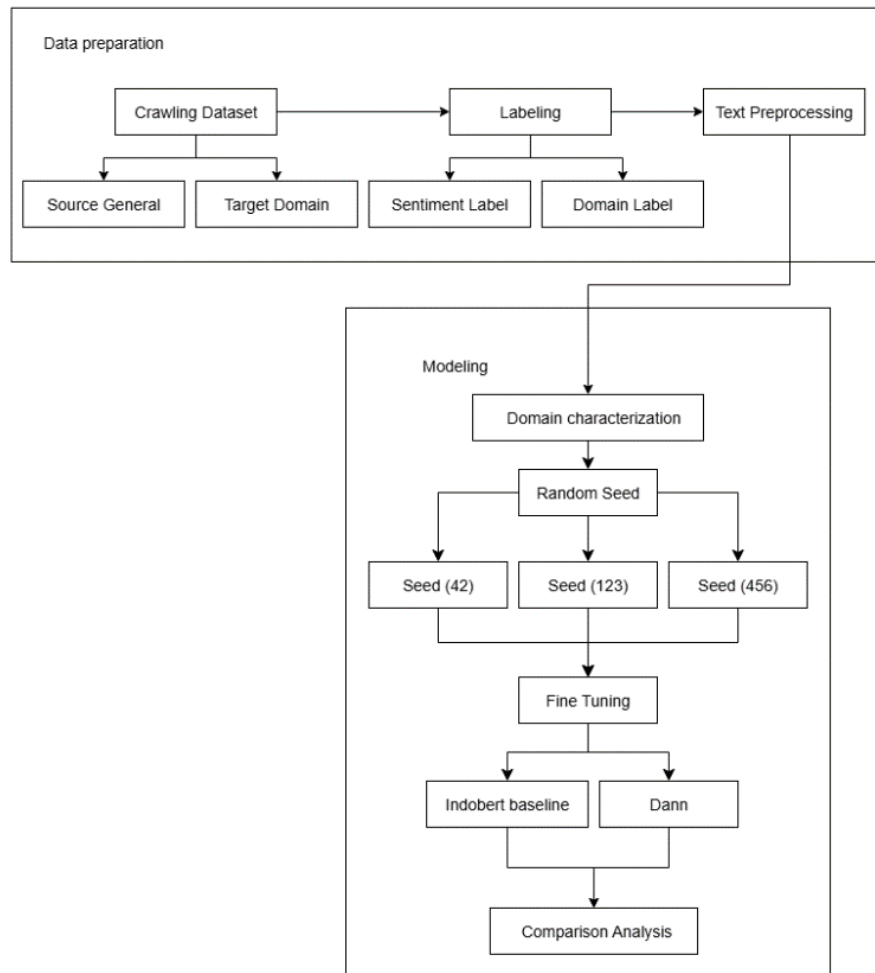 Data preparation
Crawling Dataset
Labeling
Text Preprocessing
Source General
Target Domain
Sentiment Label
Domain Label
Modeling
Domain characterization
Random Seed
Seed (42)
Seed (123)
Seed (456)
Fine Tuning
Indobert baseline
Dann
Comparison Analysis